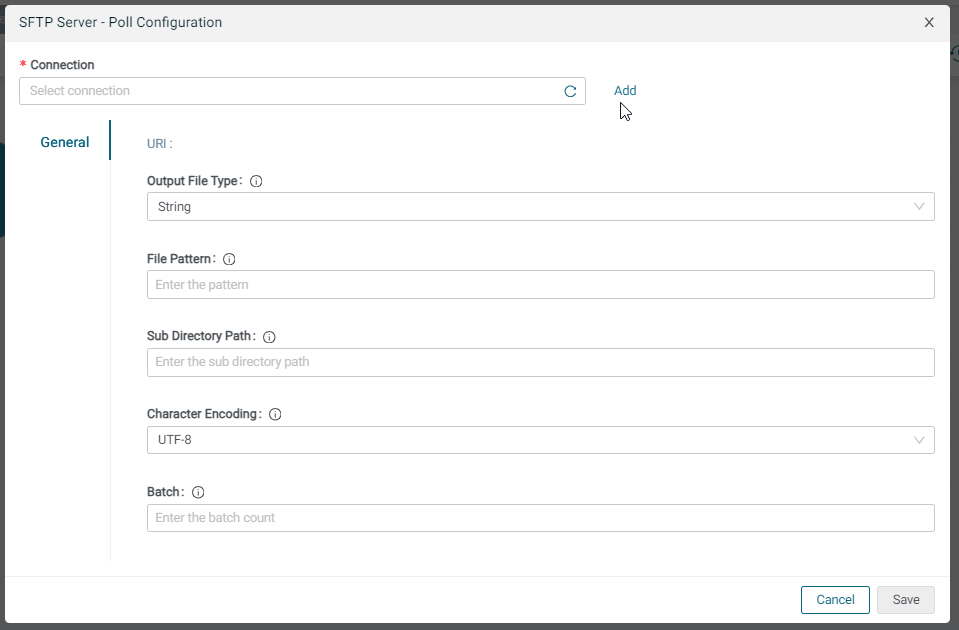 SFTP Server - Poll Configuration
* Connection
Select connection
Add
General
URI :
Output File Type :
String
File Pattern :
Enter the pattern
Sub Directory Path :
Enter the sub directory path
Character Encoding :
UTF-8
Batch :
Enter the batch count
Cancel
Save